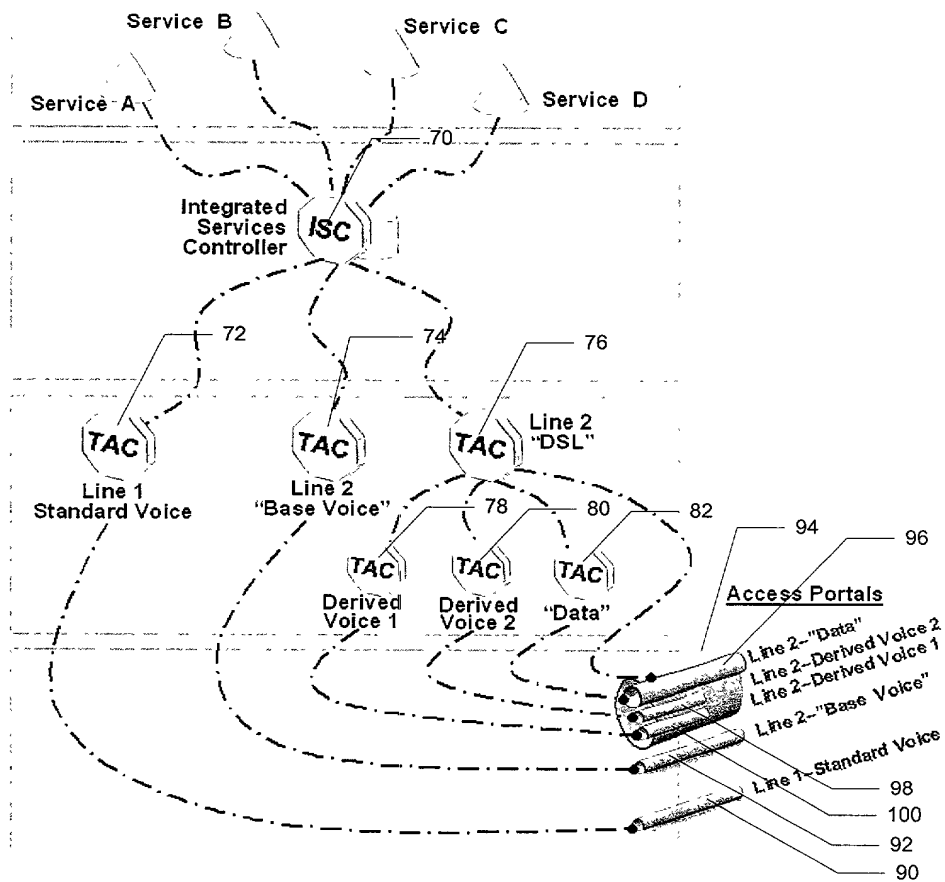 Service B
Service C
Service A
Service D
70
Integrated
Services
Controller
ISC
72
74
76
TAC
TAC
TAC
Line 2
"DSL"
Line 1
Standard Voice
Line 2
"Base Voice"
78
80
82
94
96
TAC
TAC
TAC
Derived
Voice 1
Derived
Voice 2
"Data"
Access Portals
Line 2-"Data"
Line 2-Derived Voice 2
Line 2-Derived Voice 1
Line 2-"Base Voice"
Line 1-Standard Voice
98
100
92
90